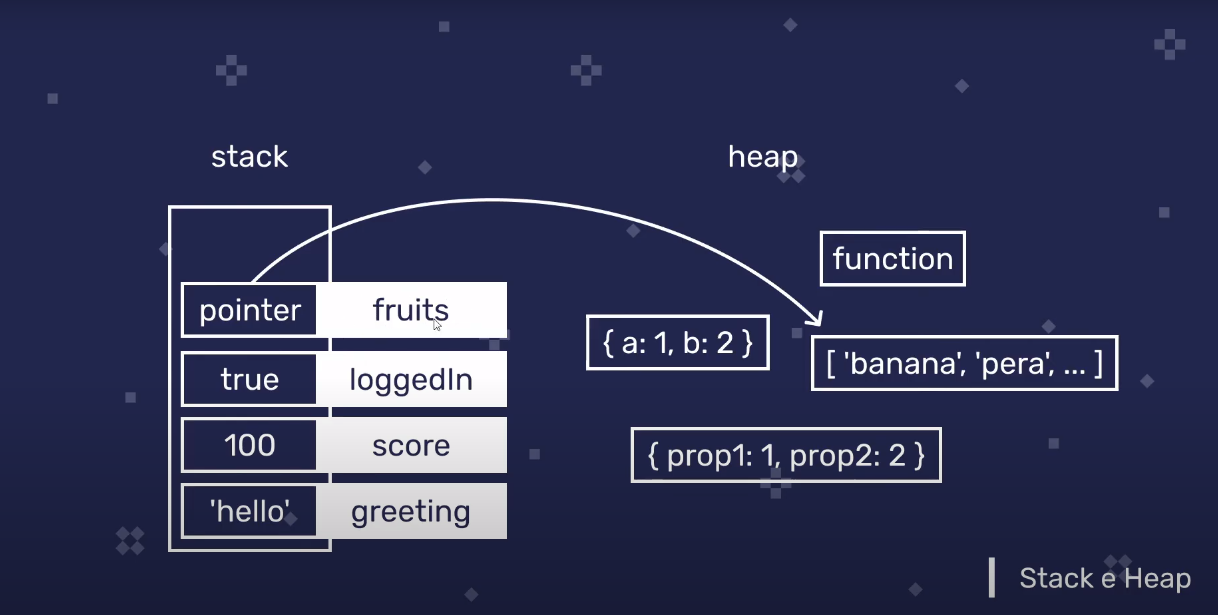 stack
heap
pointer fruits
true loggedIn
100 score
'hello' greeting
function
{ a: 1, b: 2 }
[ 'banana', 'pera', ... ]
{ prop1: 1, prop2: 2 }
Stack e Heap